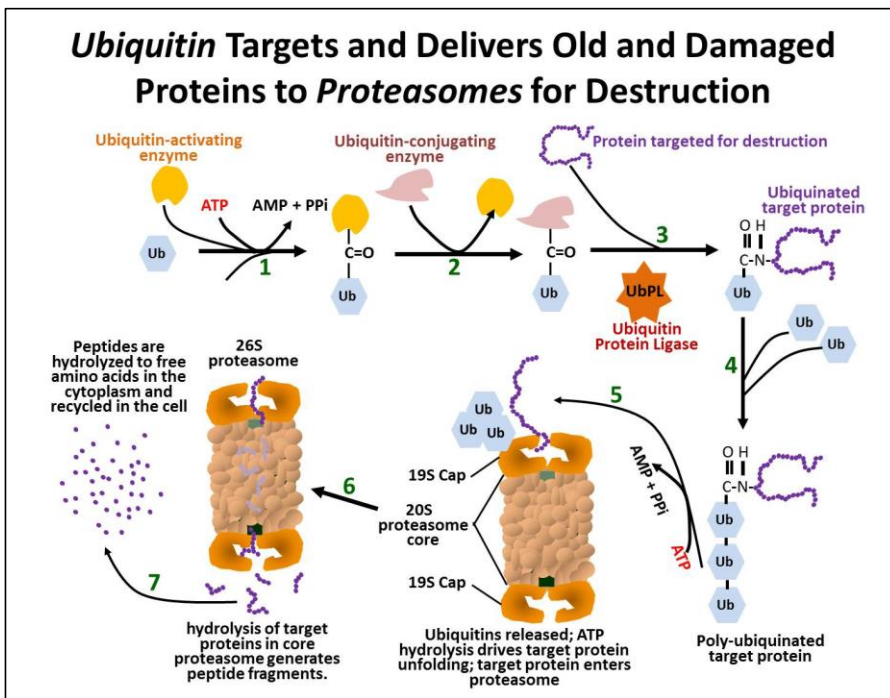 Ubiquitin Targets and Delivers Old and Damaged
Proteins to Proteasomes for Destruction
Ubiquitin-activating
enzyme
Ubiquitin-conjugating
enzyme
Protein targeted for destruction
ATP
AMP + PPi
Ub
1
C=O
Ub
2
C=O
Ub
3
UbPL
Ubiquitin
Protein Ligase
Ubiquinated
target protein
O H
C-N
Ub
Ub
Ub
4
Peptides are
hydrolyzed to free
amino acids in the
cytoplasm and
recycled in the cell
26S
proteasome
Ub
Ub
Ub
5
AMP + PPi
ATP
O H
C-N
Ub
Ub
Ub
Poly-ubiquinated
target protein
19S Cap
20S
proteasome
core
19S Cap
6
Ubiquitins released; ATP
hydrolysis drives target protein
unfolding; target protein enters
proteasome
7
hydrolysis of target
proteins in core
proteasome generates
peptide fragments.